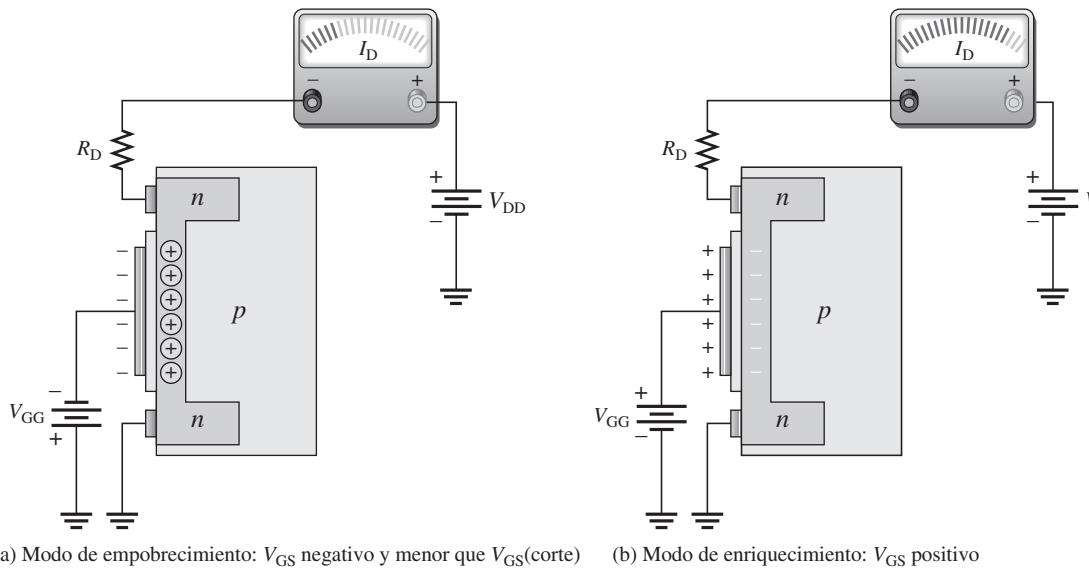 I_D
− +
R_D
+
−
V_DD
n
− + 
− +
− +
− +
− +
− +
p
−
V_GG
+
n
I_D
− +
R_D
+
−
V
n
+ −
+ −
+ −
+ −
+ −
+ −
p
+
V_GG
−
n
a) Modo de empobrecimiento: V_GS negativo y menor que V_GS(corte)
(b) Modo de enriquecimiento: V_GS positivo